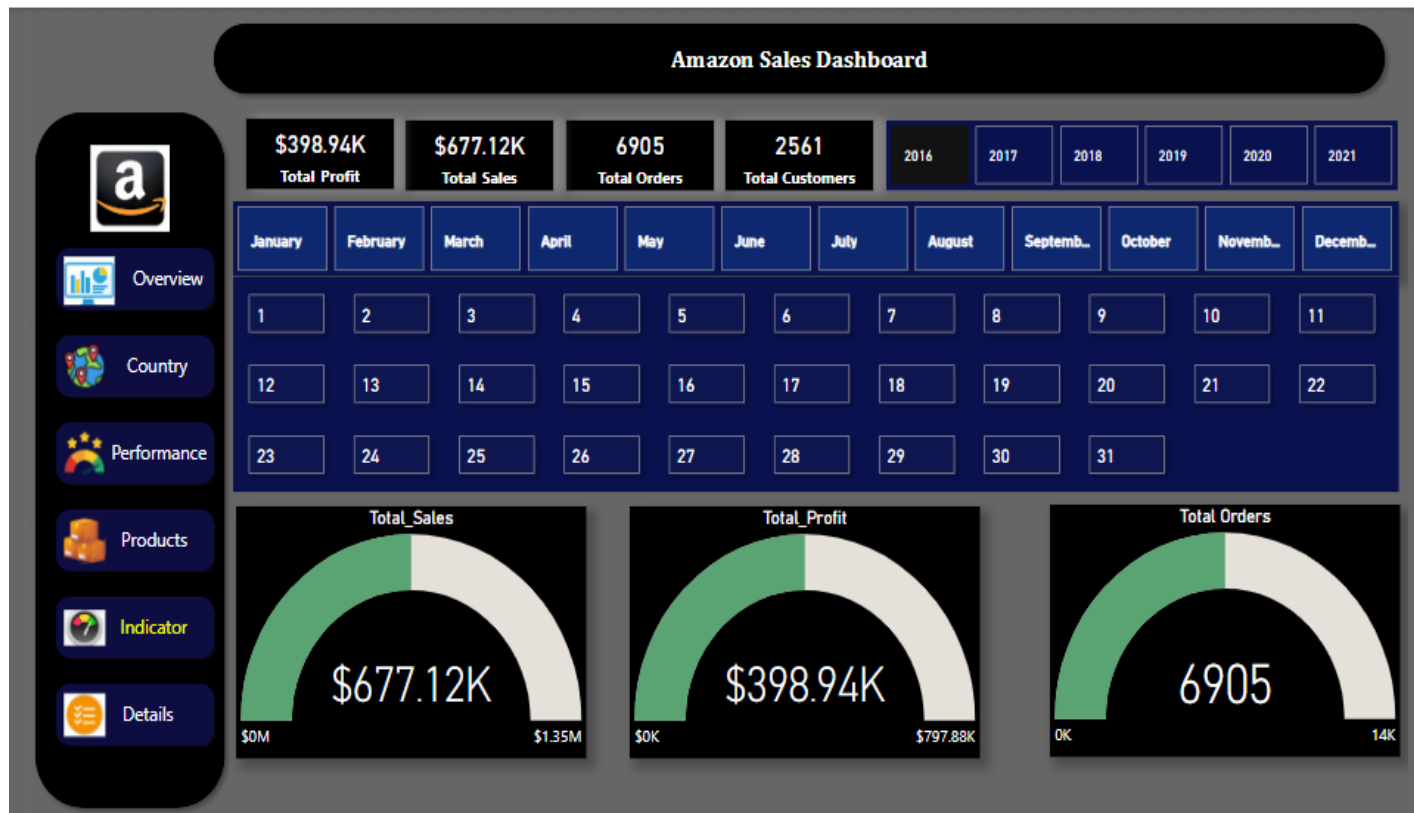 Amazon Sales Dashboard
$398.94K
Total Profit
$677.12K
Total Sales
6905
Total Orders
2561
Total Customers
2016 2017 2018 2019 2020 2021
a
January February March April May June July August Septemb... October Novemb... Decemb...
Overview
Country
Performance
Products
Indicator
Details
1 2 3 4 5 6 7 8 9 10 11
12 13 14 15 16 17 18 19 20 21 22
23 24 25 26 27 28 29 30 31
Total_Sales
$677.12K
$0M $1.35M
Total_Profit
$398.94K
$0K $797.88K
Total Orders
6905
0K 14K